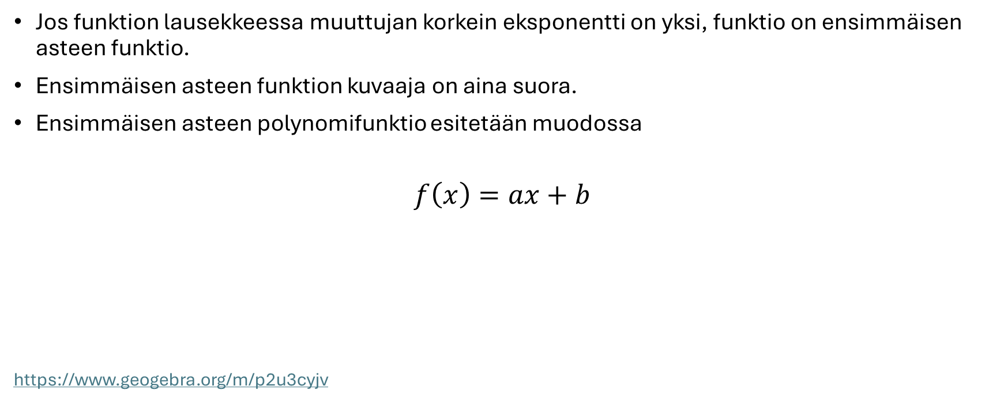 • Jos funktion lausekkeessa muuttujan korkein eksponentti on yksi, funktio on ensimmäisen
asteen funktio.
• Ensimmäisen asteen funktion kuvaaja on aina suora.
• Ensimmäisen asteen polynomifunktio esitetään muodossa
f(x) = ax + b
https://www.geogebra.org/m/p2u3cyjv